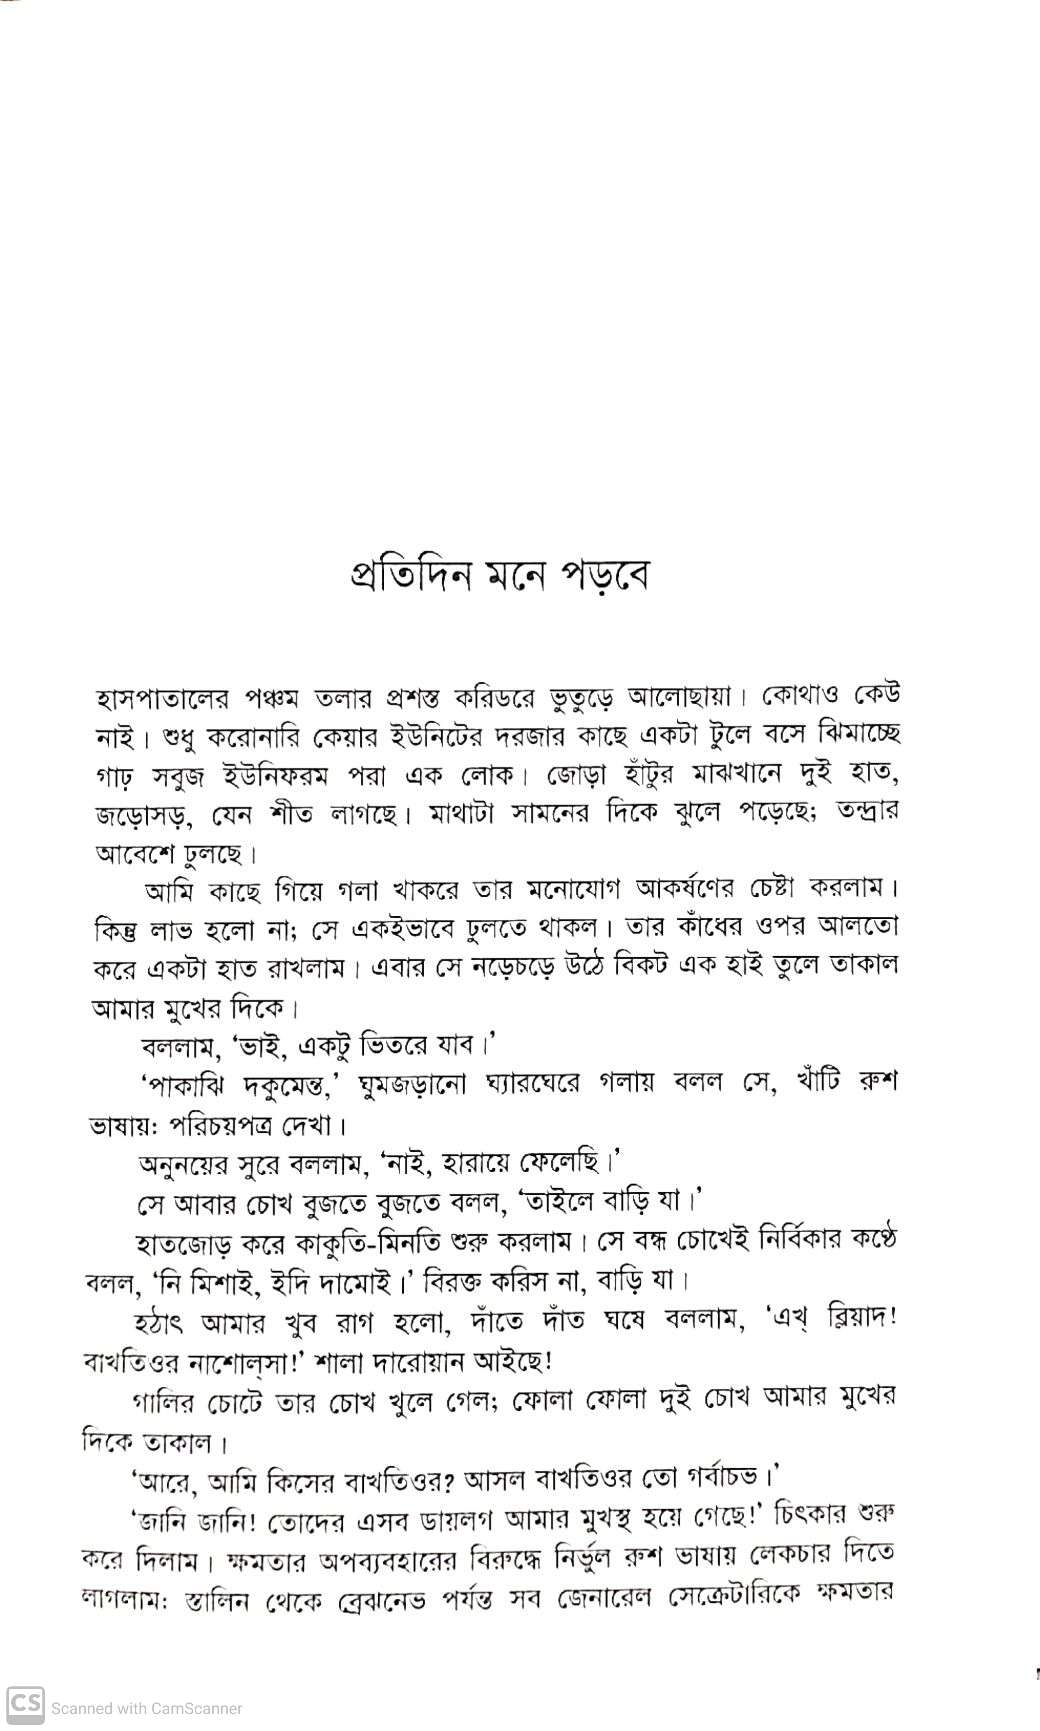 প্রতিদিন মনে পড়বে
হাসপাতালের পঞ্চম তলার প্রশস্ত করিডরে ভুতুড়ে আলোছায়া। কোথাও কেউ
নাই। শুধু করোনারি কেয়ার ইউনিটের দরজার কাছে একটা টুলে বসে ঝিমাচ্ছে
গাঢ় সবুজ ইউনিফরম পরা এক লোক। জোড়া হাঁটুর মাঝখানে দুই হাত,
জড়োসড়, যেন শীত লাগছে। মাথাটা সামনের দিকে ঝুলে পড়েছে; তন্দ্রার
আবেশে ঢুলছে।
আমি কাছে গিয়ে গলা খাকরে তার মনোযোগ আকর্ষণের চেষ্টা করলাম।
কিন্তু লাভ হলো না; সে একইভাবে ঢুলতে থাকল। তার কাঁধের ওপর আলতো
করে একটা হাত রাখলাম। এবার সে নড়েচড়ে উঠে বিকট এক হাই তুলে তাকাল
আমার মুখের দিকে।
বললাম, ‘ভাই, একটু ভিতরে যাব।’
‘পাকাঝি দকুমেন্ত,’ ঘুমজড়ানো ঘ্যারঘেরে গলায় বলল সে, খাঁটি রুশ
ভাষায়: পরিচয়পত্র দেখা।
অনুনয়ের সুরে বললাম, ‘নাই, হারায়ে ফেলেছি।’
সে আবার চোখ বুজতে বুজতে বলল, ‘তাইলে বাড়ি যা।’
হাতজোড় করে কাকুতি-মিনতি শুরু করলাম। সে বন্ধ চোখেই নির্বিকার কণ্ঠে
বলল, ‘নি মিশাই, ইদি দামোই।’ বিরক্ত করিস না, বাড়ি যা।
হঠাৎ আমার খুব রাগ হলো, দাঁতে দাঁত ঘষে বললাম, ‘এখ্ ব্লিয়াদ!
বাখতিওর নাশোল্‌সা!’ শালা দারোয়ান আইছে!
গালির চোটে তার চোখ খুলে গেল; ফোলা ফোলা দুই চোখ আমার মুখের
দিকে তাকাল।
‘আরে, আমি কিসের বাখতিওর? আসল বাখতিওর তো গর্বাচভ।’
‘জানি জানি! তোদের এসব ডায়লগ আমার মুখস্থ হয়ে গেছে!’ চিৎকার শুরু
করে দিলাম। ক্ষমতার অপব্যবহারের বিরুদ্ধে নির্ভুল রুশ ভাষায় লেকচার দিতে
লাগলাম: স্তালিন থেকে ব্রেঝনেভ পর্যন্ত সব জেনারেল সেক্রেটারিকে ক্ষমতার
CS Scanned with CamScanner